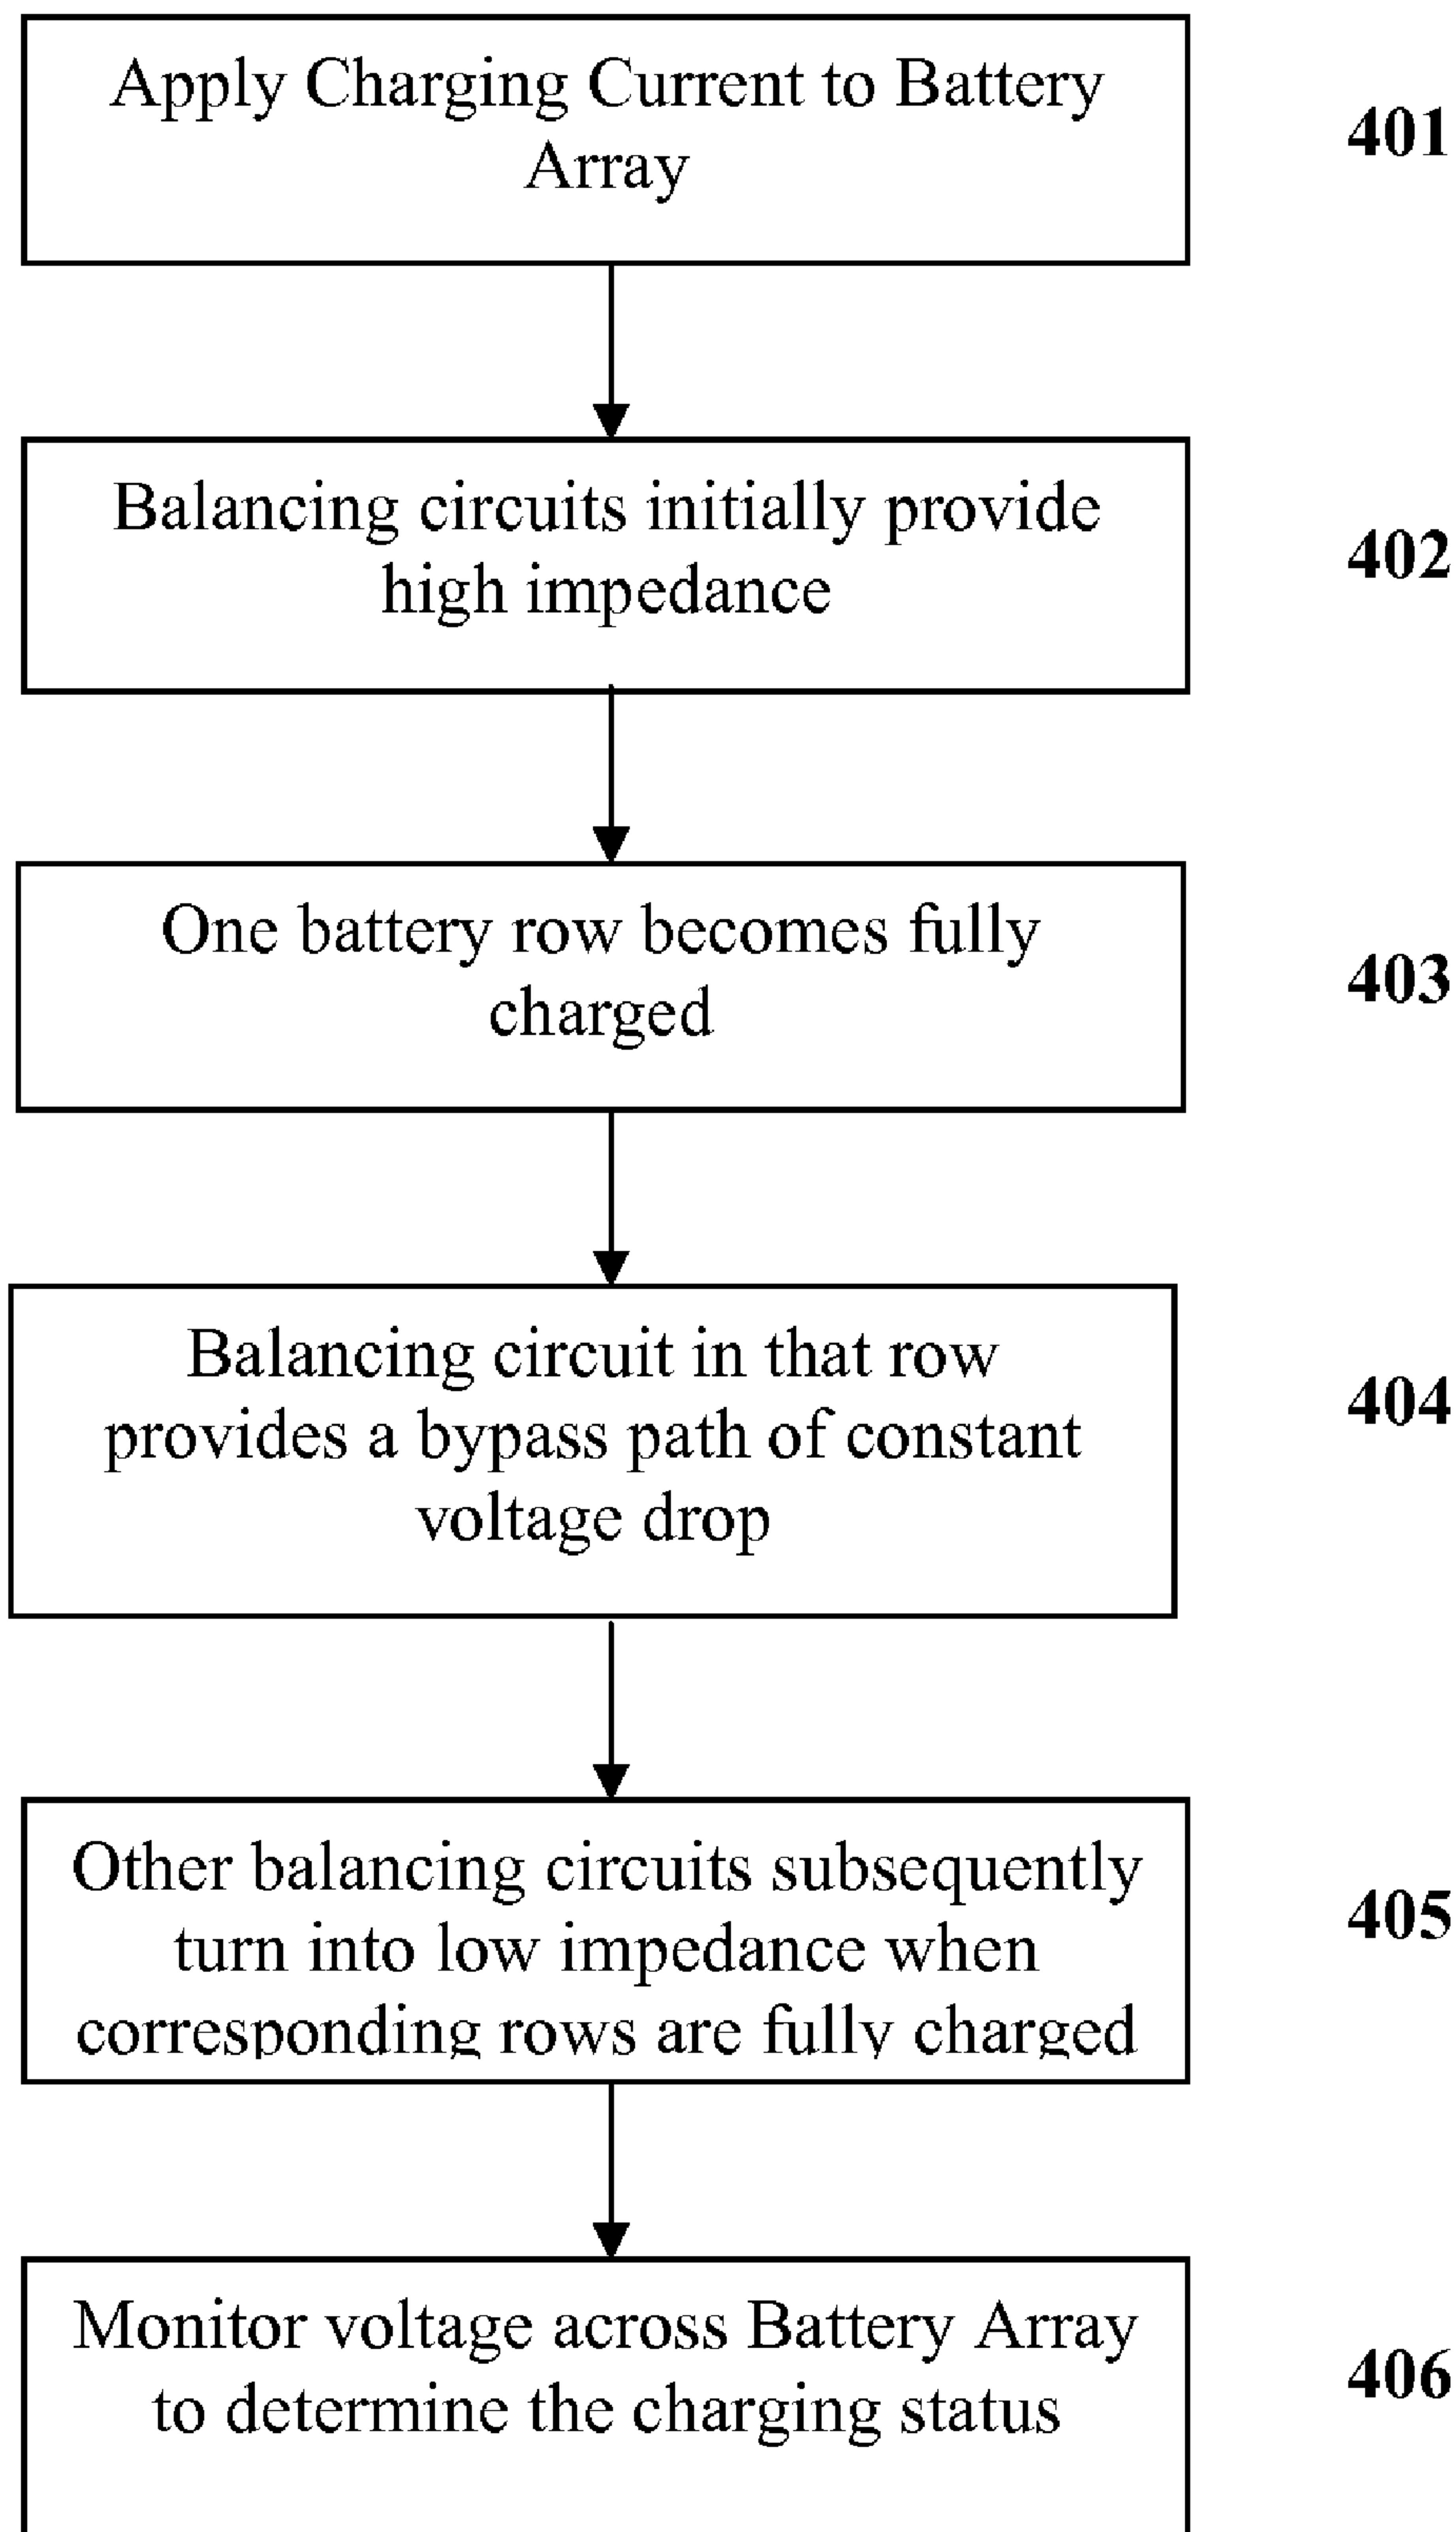 Apply Charging Current to Battery
Array
401
Balancing circuits initially provide
high impedance
402
One battery row becomes fully
charged
403
Balancing circuit in that row
provides a bypass path of constant
voltage drop
404
Other balancing circuits subsequently
turn into low impedance when
corresponding rows are fully charged
405
Monitor voltage across Battery Array
to determine the charging status
406